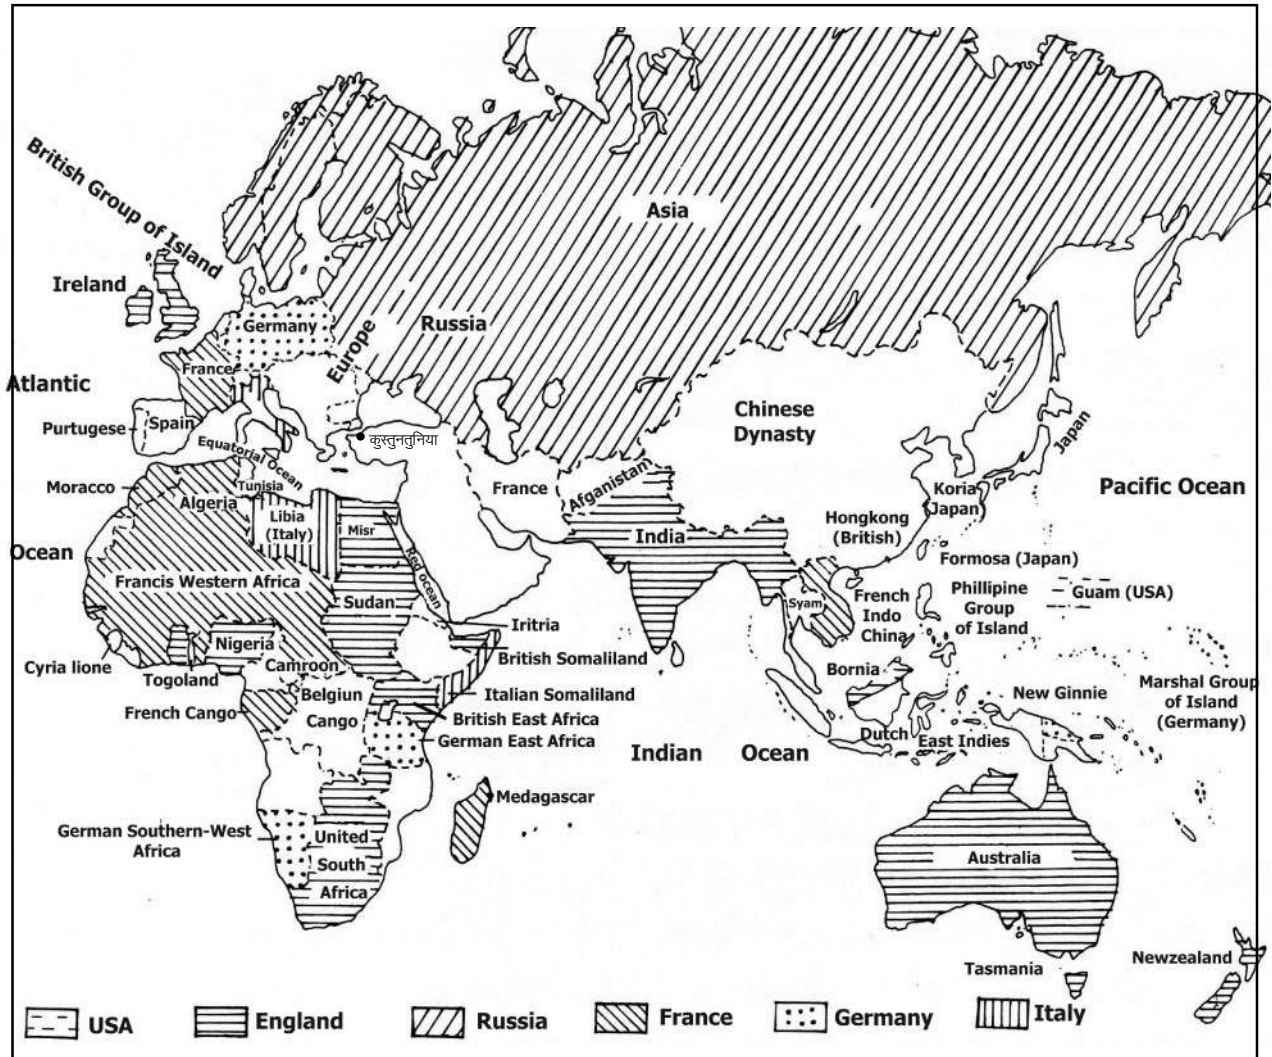 British Group of Island
Ireland
Asia
Germany
Russia
Europe
France
Atlantic
Chinese
Dynasty
Japan
Purtugese
Spain
कुस्तुनतुनिया
Equatorial Ocean
Tunisia
France
Afganistan
Moracco
Algeria
Koria
Japan
Pacific Ocean
Libia
(Italy)
Misr
India
Hongkong
(British)
Ocean
Red ocean
Formosa (Japan)
Francis Western Africa
Sudan
Syam
French
Indo
China
Phillipine
Group
of Island
Guam (USA)
Iritria
Nigeria
British Somaliland
Cyria lione
Togoland
Camroon
Bornia
Belgiun
Cango
Italian Somaliland
New Ginnie
Marshal Group
of Island
(Germany)
French Cango
British East Africa
German East Africa
Dutch
East Indies
Indian Ocean
Medagascar
German Southern-West
Africa
United
South
Africa
Australia
Tasmania
Newzealand
USA
England
Russia
France
Germany
Italy